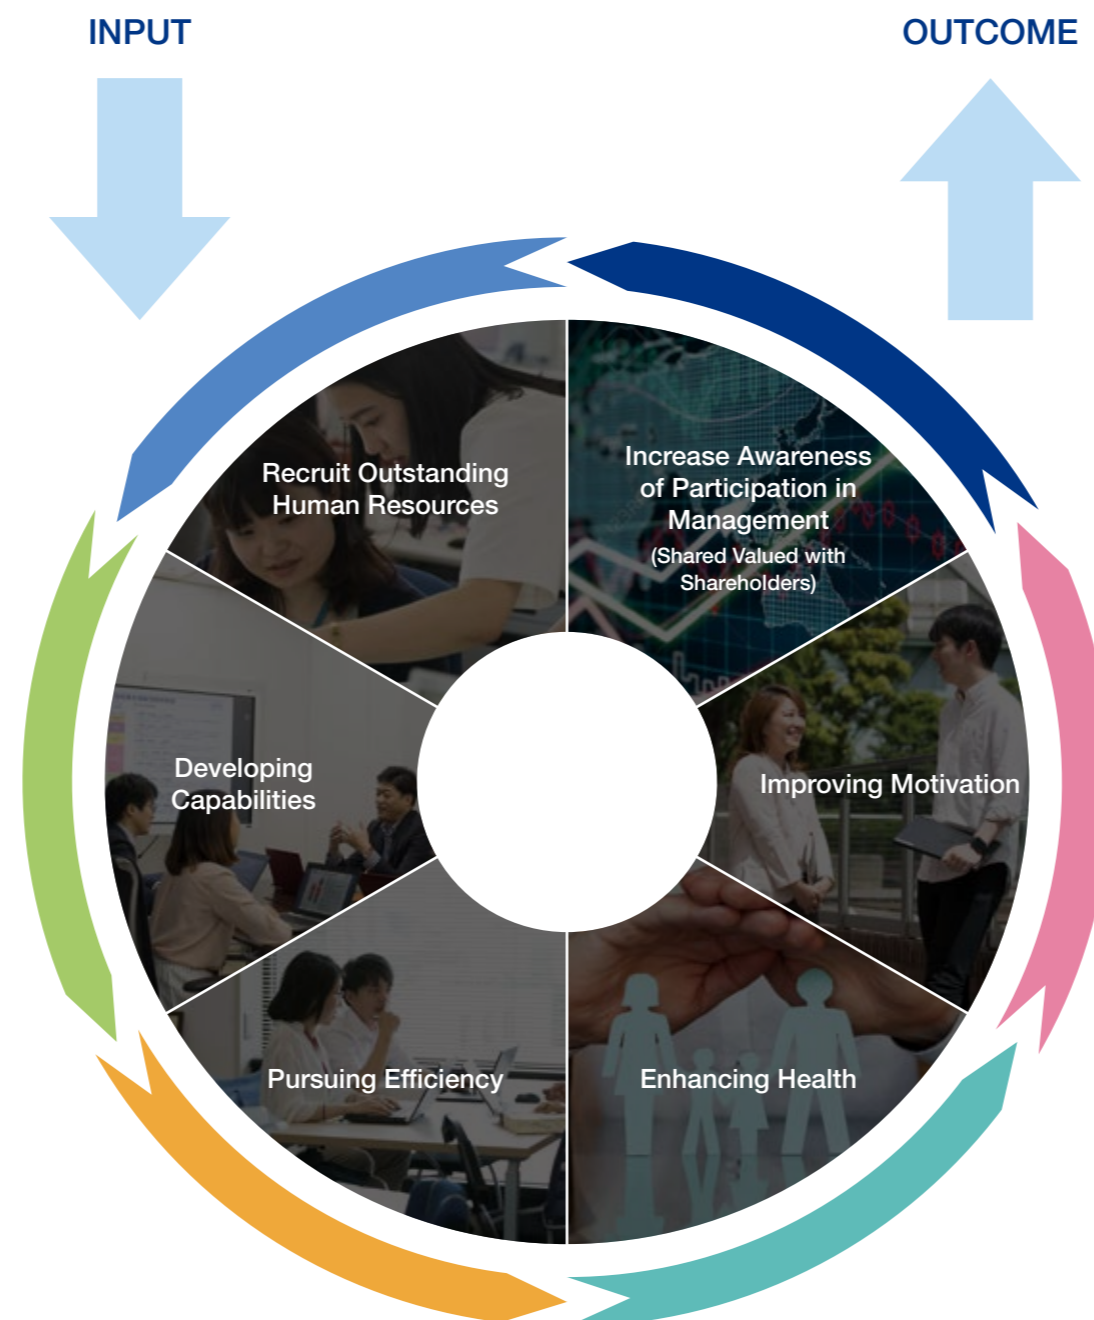 INPUT
OUTCOME
Recruit Outstanding
Human Resources
Increase Awareness
of Participation in
Management
(Shared Valued with
Shareholders)
Developing
Capabilities
Improving Motivation
Pursuing Efficiency
Enhancing Health